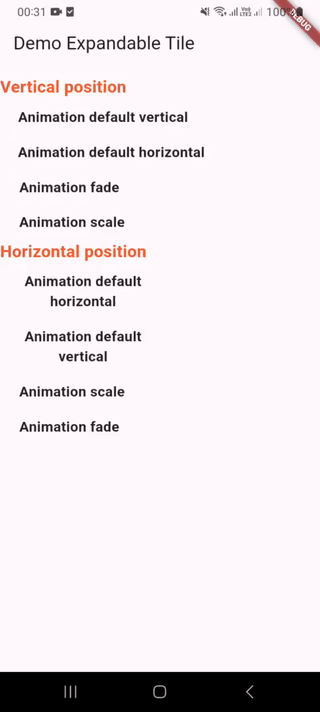 00:31 Vo) LTE2 100
DEBUG
Demo Expandable Tile
Vertical position
Animation default vertical
Animation default horizontal
Animation fade
Animation scale
Horizontal position
Animation default
horizontal
Animation default
vertical
Animation scale
Animation fade